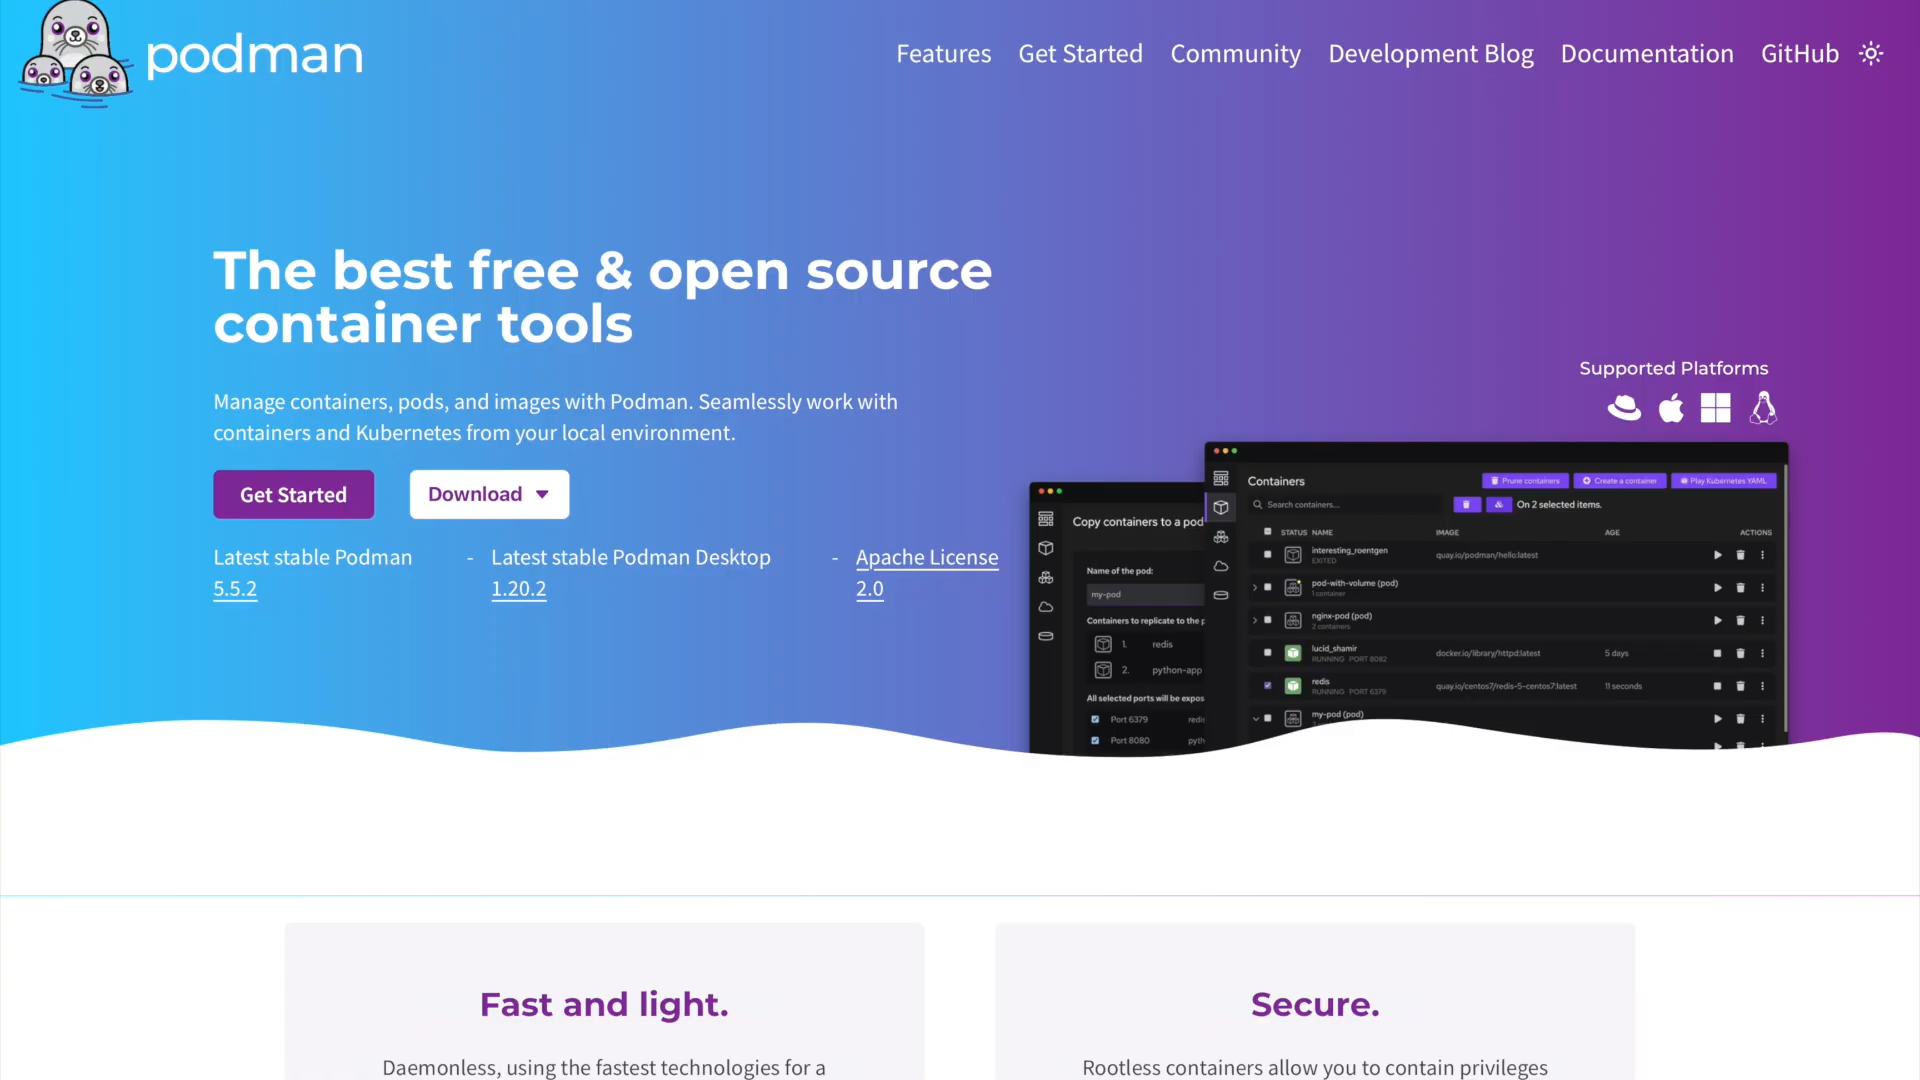 podman
Features
Get Started
Community
Development Blog
Documentation
GitHub
The best free & open source
container tools
Manage containers, pods, and images with Podman. Seamlessly work with
containers and Kubernetes from your local environment.
Get Started
Download
Latest stable Podman - Latest stable Podman Desktop - Apache License
5.5.2 1.20.2 2.0
Supported Platforms
Copy containers to a pod
Name of the pod:
my-pod
Containers to replicate to the p
1. redis
2. python-app
All selected ports will be expos
Port 6379 redis
Port 8080 pyth
Containers
Prune containers
Create a container
Play Kubernetes YAML
Search containers...
On 2 selected items.
STATUS NAME IMAGE AGE ACTIONS
interesting_roentgen quay.io/podman/hello:latest
EXITED
pod-with-volume (pod)
1 container
nginx-pod (pod)
2 containers
lucid_shamir docker.io/library/httpd:latest 5 days
RUNNING PORT 8082
redis quay.io/centos7/redis-5-centos7:latest 11 seconds
RUNNING PORT 6379
my-pod (pod)
Fast and light.
Daemonless, using the fastest technologies for a
Secure.
Rootless containers allow you to contain privileges